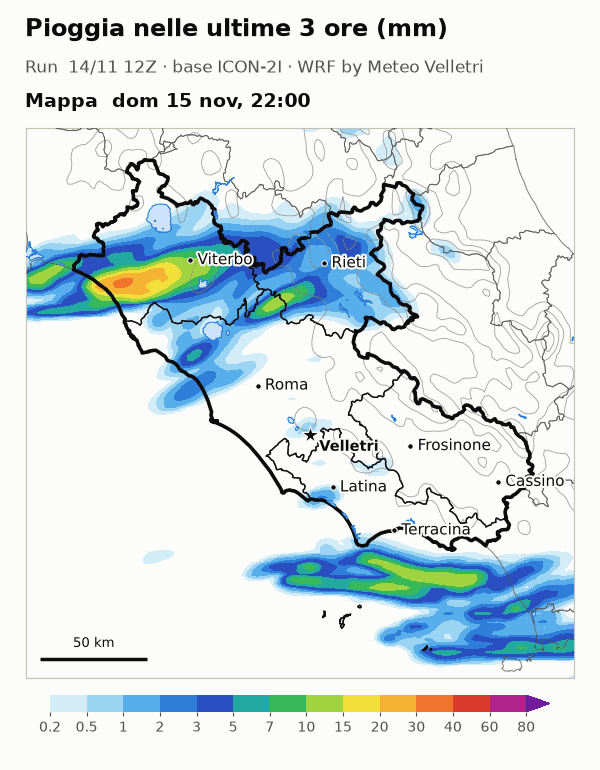 Pioggia nelle ultime 3 ore (mm)
Run  14/11 12Z · base ICON-2I · WRF by Meteo Velletri
Mappa  dom 15 nov, 22:00
Viterbo
Rieti
Roma
Velletri
Frosinone
Latina
Cassino
Terracina
50 km
0.2 0.5 1 2 3 5 7 10 15 20 30 40 60 80